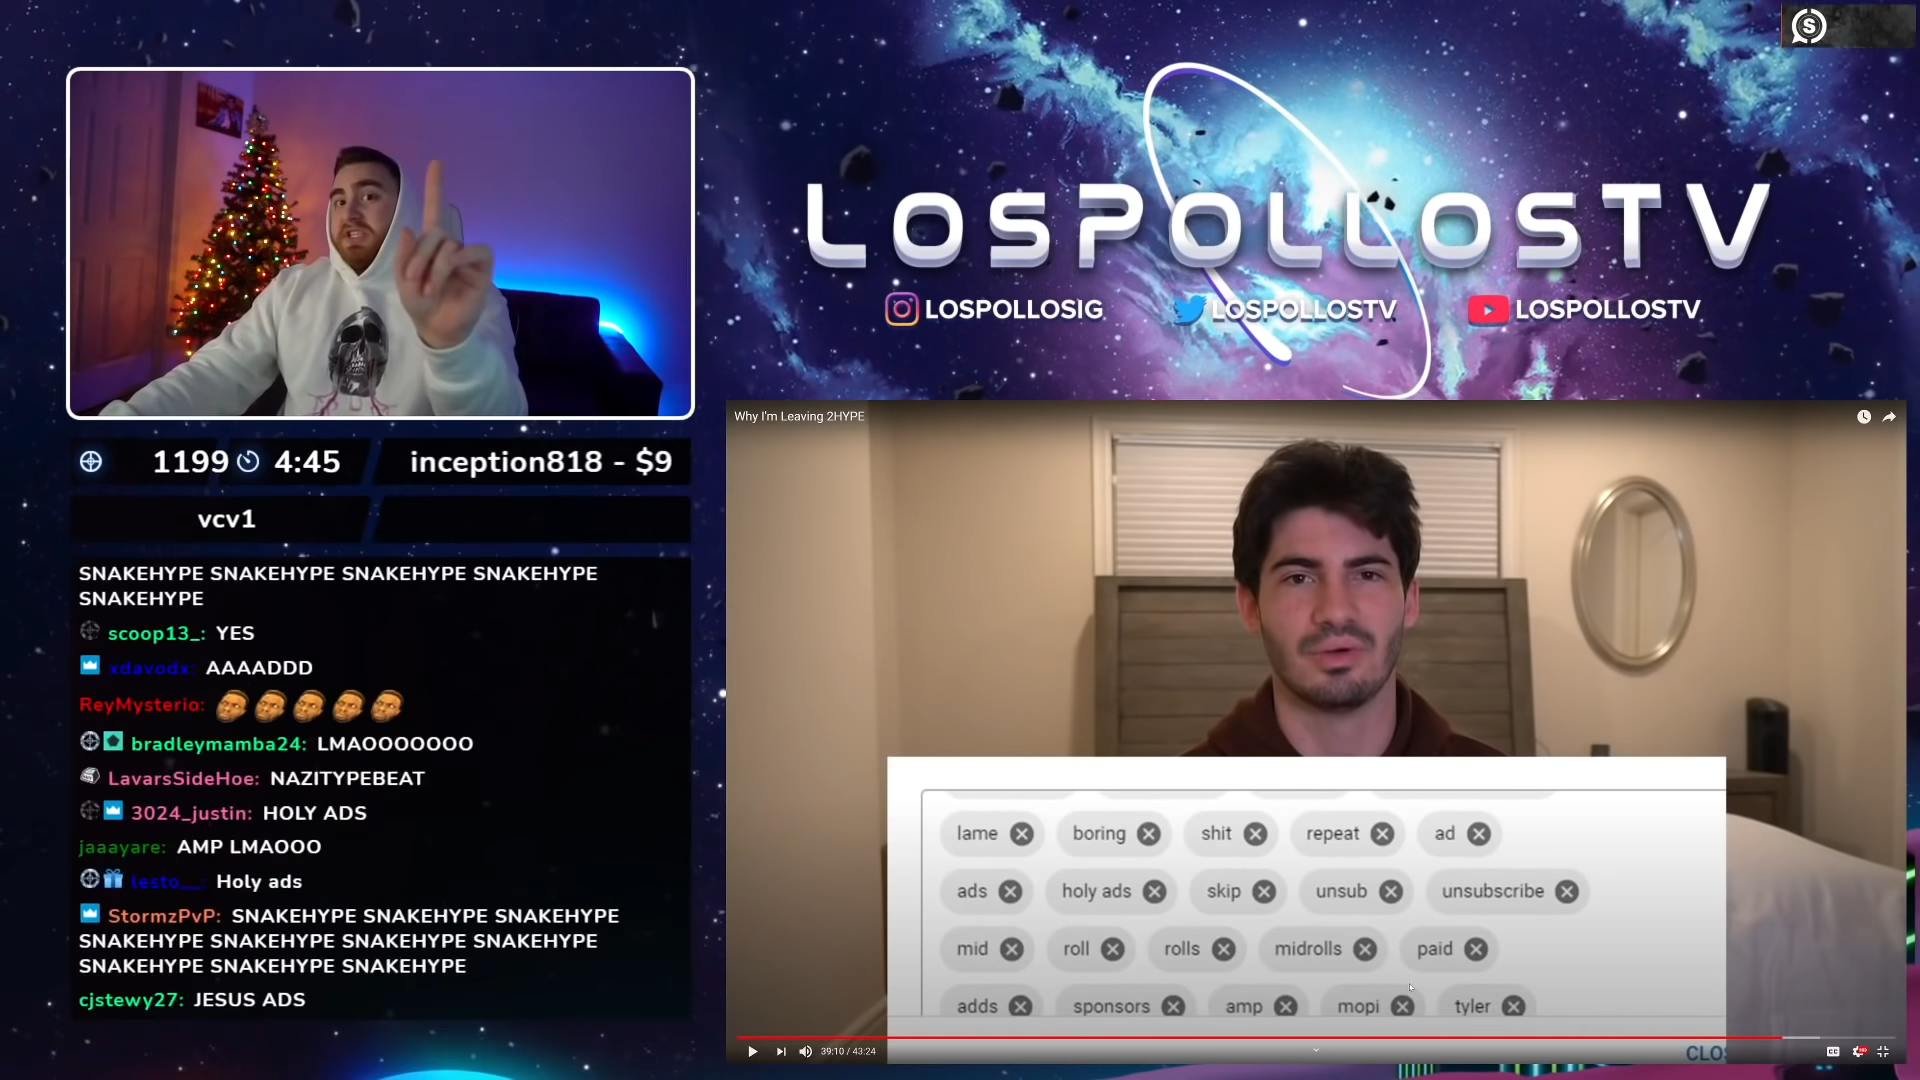 LOSPOLLOSTV
LOSPOLLOSIG
LOSPOLLOSTV
LOSPOLLOSTV
1199
4:45
inception818 - $9
vcv1
SNAKEHYPE SNAKEHYPE SNAKEHYPE SNAKEHYPE
SNAKEHYPE
scoop13_: YES
xdavodx: AAAADDD
ReyMysterio:
bradleymamba24: LMAOOOOOOO
LavarsSideHoe: NAZITYPEBEAT
3024_justin: HOLY ADS
jaaayare: AMP LMAOOO
lesto__: Holy ads
StormzPvP: SNAKEHYPE SNAKEHYPE SNAKEHYPE
SNAKEHYPE SNAKEHYPE SNAKEHYPE SNAKEHYPE
SNAKEHYPE SNAKEHYPE SNAKEHYPE
cjstewy27: JESUS ADS
Why I'm Leaving 2HYPE
lame boring shit repeat ad
ads holy ads skip unsub unsubscribe
mid roll rolls midrolls paid
adds sponsors amp mopi tyler
CLOS
39:10 / 43:24